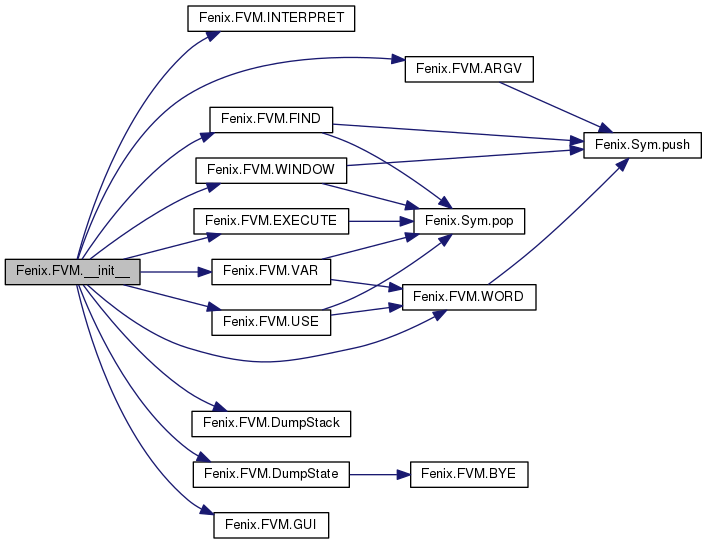 Fenix.FVM.INTERPRET
Fenix.FVM.ARGV
Fenix.FVM.FIND
Fenix.Sym.push
Fenix.FVM.WINDOW
Fenix.FVM.EXECUTE
Fenix.Sym.pop
Fenix.FVM.__init__
Fenix.FVM.VAR
Fenix.FVM.WORD
Fenix.FVM.USE
Fenix.FVM.DumpStack
Fenix.FVM.DumpState
Fenix.FVM.BYE
Fenix.FVM.GUI